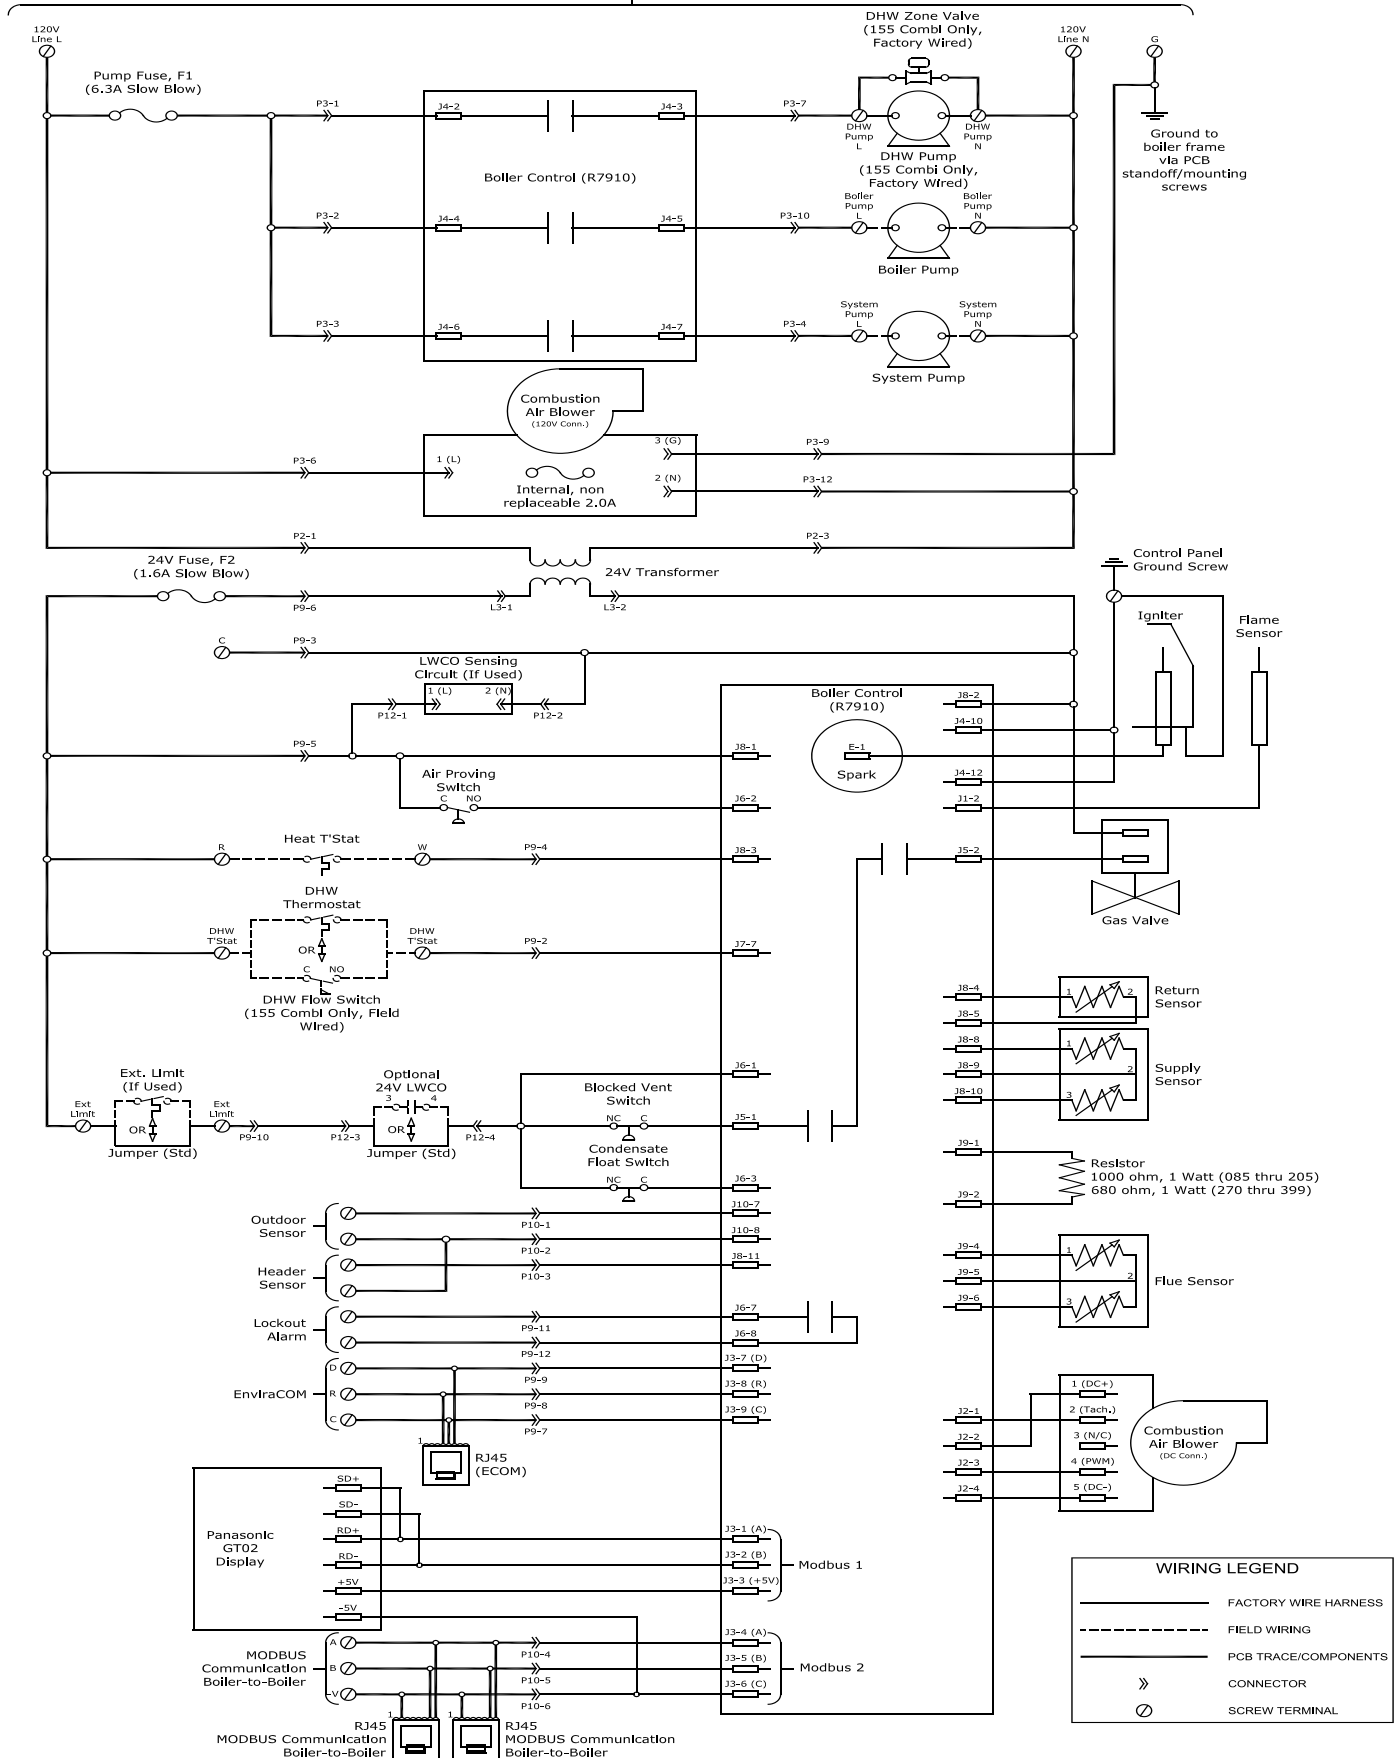 120V
Line L
Pump Fuse, F1
(6.3A Slow Blow)
P3-1
J4-2
J4-3
P3-7
DHW Zone Valve
(155 Combi Only,
Factory Wired)
DHW
Pump
L
DHW
Pump
N
DHW Pump
(155 Combi Only,
Factory Wired)
120V
Line N
G
Ground to
boiler frame
via PCB
standoff/mounting
screws
Boiler Control (R7910)
P3-2
J4-4
J4-5
P3-10
Boiler
Pump
L
Boiler
Pump
N
Boiler Pump
P3-3
J4-6
J4-7
P3-4
System
Pump
L
System
Pump
N
System Pump
Combustion
Air Blower
(120V Conn.)
P3-6
1 (L)
3 (G)
P3-9
2 (N)
P3-12
Internal, non
replaceable 2.0A
P2-1
P2-3
24V Fuse, F2
(1.6A Slow Blow)
P9-6
L3-1
L3-2
24V Transformer
Control Panel
Ground Screw
Igniter
Flame
Sensor
C
P9-3
LWCO Sensing
Circuit (If Used)
1 (L)
2 (N)
P12-1
P12-2
P9-5
J8-1
Air Proving
Switch
C
NO
J6-2
Boiler Control
(R7910)
E-1
Spark
J8-2
J4-10
J4-12
J1-2
J5-2
Gas Valve
R
Heat T'Stat
W
P9-4
J8-3
DHW
Thermostat
DHW
T'Stat
OR
DHW
T'Stat
P9-2
J7-7
C
NO
DHW Flow Switch
(155 Combi Only, Field
Wired)
J8-4
J8-5
1
2
Return
Sensor
J8-8
J8-9
J8-10
1
2
3
Supply
Sensor
Ext. Limit
(If Used)
Ext
Limit
OR
Ext
Limit
P9-10
Jumper (Std)
Optional
24V LWCO
3
4
OR
P12-3
P12-4
Jumper (Std)
J6-1
Blocked Vent
Switch
NC
C
J5-1
Condensate
Float Switch
NC
C
J6-3
J9-1
J9-2
Resistor
1000 ohm, 1 Watt (085 thru 205)
680 ohm, 1 Watt (270 thru 399)
Outdoor
Sensor
P10-1
J10-7
P10-2
J10-8
Header
Sensor
P10-3
J8-11
J9-4
J9-5
J9-6
1
2
3
Flue Sensor
Lockout
Alarm
P9-11
J6-7
P9-12
J6-8
EnviraCOM
D
R
C
P9-9
J3-7 (D)
P9-8
J3-8 (R)
P9-7
J3-9 (C)
1
RJ45
(ECOM)
J2-1
J2-2
J2-3
J2-4
1 (DC+)
2 (Tach.)
3 (N/C)
4 (PWM)
5 (DC-)
Combustion
Air Blower
(DC Conn.)
Panasonic
GT02
Display
SD+
SD-
RD+
RD-
+5V
-5V
J3-1 (A)
J3-2 (B)
J3-3 (+5V)
Modbus 1
MODBUS
Communication
Boiler-to-Boiler
A
B
-V
P10-4
P10-5
P10-6
J3-4 (A)
J3-5 (B)
J3-6 (C)
Modbus 2
1
RJ45
MODBUS Communication
Boiler-to-Boiler
1
RJ45
MODBUS Communication
Boiler-to-Boiler
WIRING LEGEND
FACTORY WIRE HARNESS
FIELD WIRING
PCB TRACE/COMPONENTS
CONNECTOR
SCREW TERMINAL